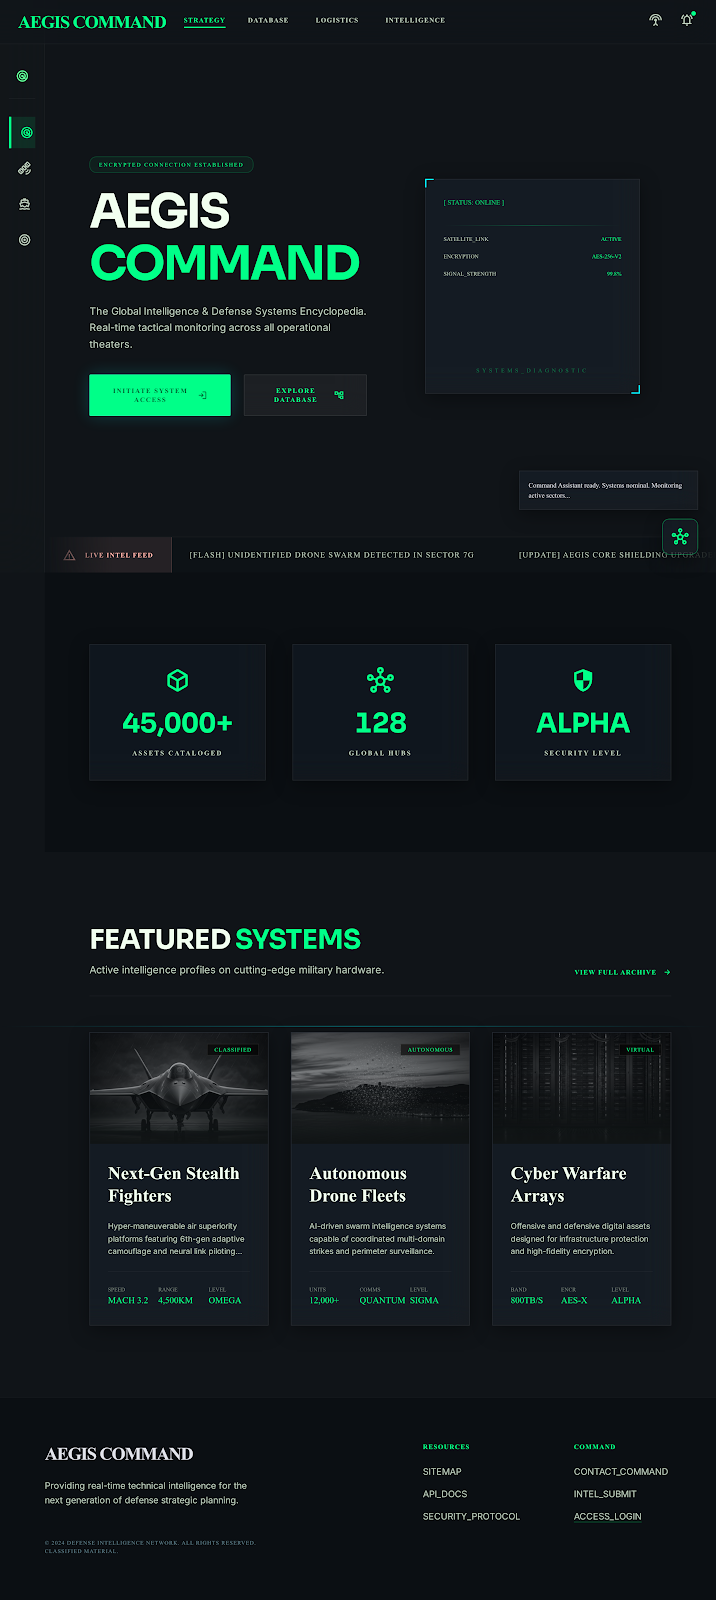 AEGIS COMMAND STRATEGY DATABASE LOGISTICS INTELLIGENCE
ENCRYPTED CONNECTION ESTABLISHED
AEGIS
COMMAND
The Global Intelligence & Defense Systems Encyclopedia.
Real-time tactical monitoring across all operational
theaters.
INITIATE SYSTEM
ACCESS
EXPLORE
DATABASE
[ STATUS: ONLINE ]
SATELLITE_LINK ACTIVE
ENCRYPTION AES-256-V2
SIGNAL_STRENGTH 99.8%
SYSTEMS_DIAGNOSTIC
Command Assistant ready. Systems nominal. Monitoring
active sectors...
LIVE INTEL FEED [FLASH] UNIDENTIFIED DRONE SWARM DETECTED IN SECTOR 7G [UPDATE] AEGIS CORE SHIELDING
45,000+
ASSETS CATALOGED
128
GLOBAL HUBS
ALPHA
SECURITY LEVEL
FEATURED SYSTEMS
Active intelligence profiles on cutting-edge military hardware.
VIEW FULL ARCHIVE
CLASSIFIED
Next-Gen Stealth
Fighters
Hyper-maneuverable air superiority
platforms featuring 6th-gen adaptive
camouflage and neural link piloting...
SPEED RANGE LEVEL
MACH 3.2 4,500KM OMEGA
AUTONOMOUS
Autonomous
Drone Fleets
AI-driven swarm intelligence systems
capable of coordinated multi-domain
strikes and perimeter surveillance.
UNITS COMMS LEVEL
12,000+ QUANTUM SIGMA
VIRTUAL
Cyber Warfare
Arrays
Offensive and defensive digital assets
designed for infrastructure protection
and high-fidelity encryption.
BAND ENCR LEVEL
800TB/S AES-X ALPHA
AEGIS COMMAND
Providing real-time technical intelligence for the
next generation of defense strategic planning.
© 2024 DEFENSE INTELLIGENCE NETWORK. ALL RIGHTS RESERVED.
CLASSIFIED MATERIAL.
RESOURCES
SITEMAP
API_DOCS
SECURITY_PROTOCOL
COMMAND
CONTACT_COMMAND
INTEL_SUBMIT
ACCESS_LOGIN